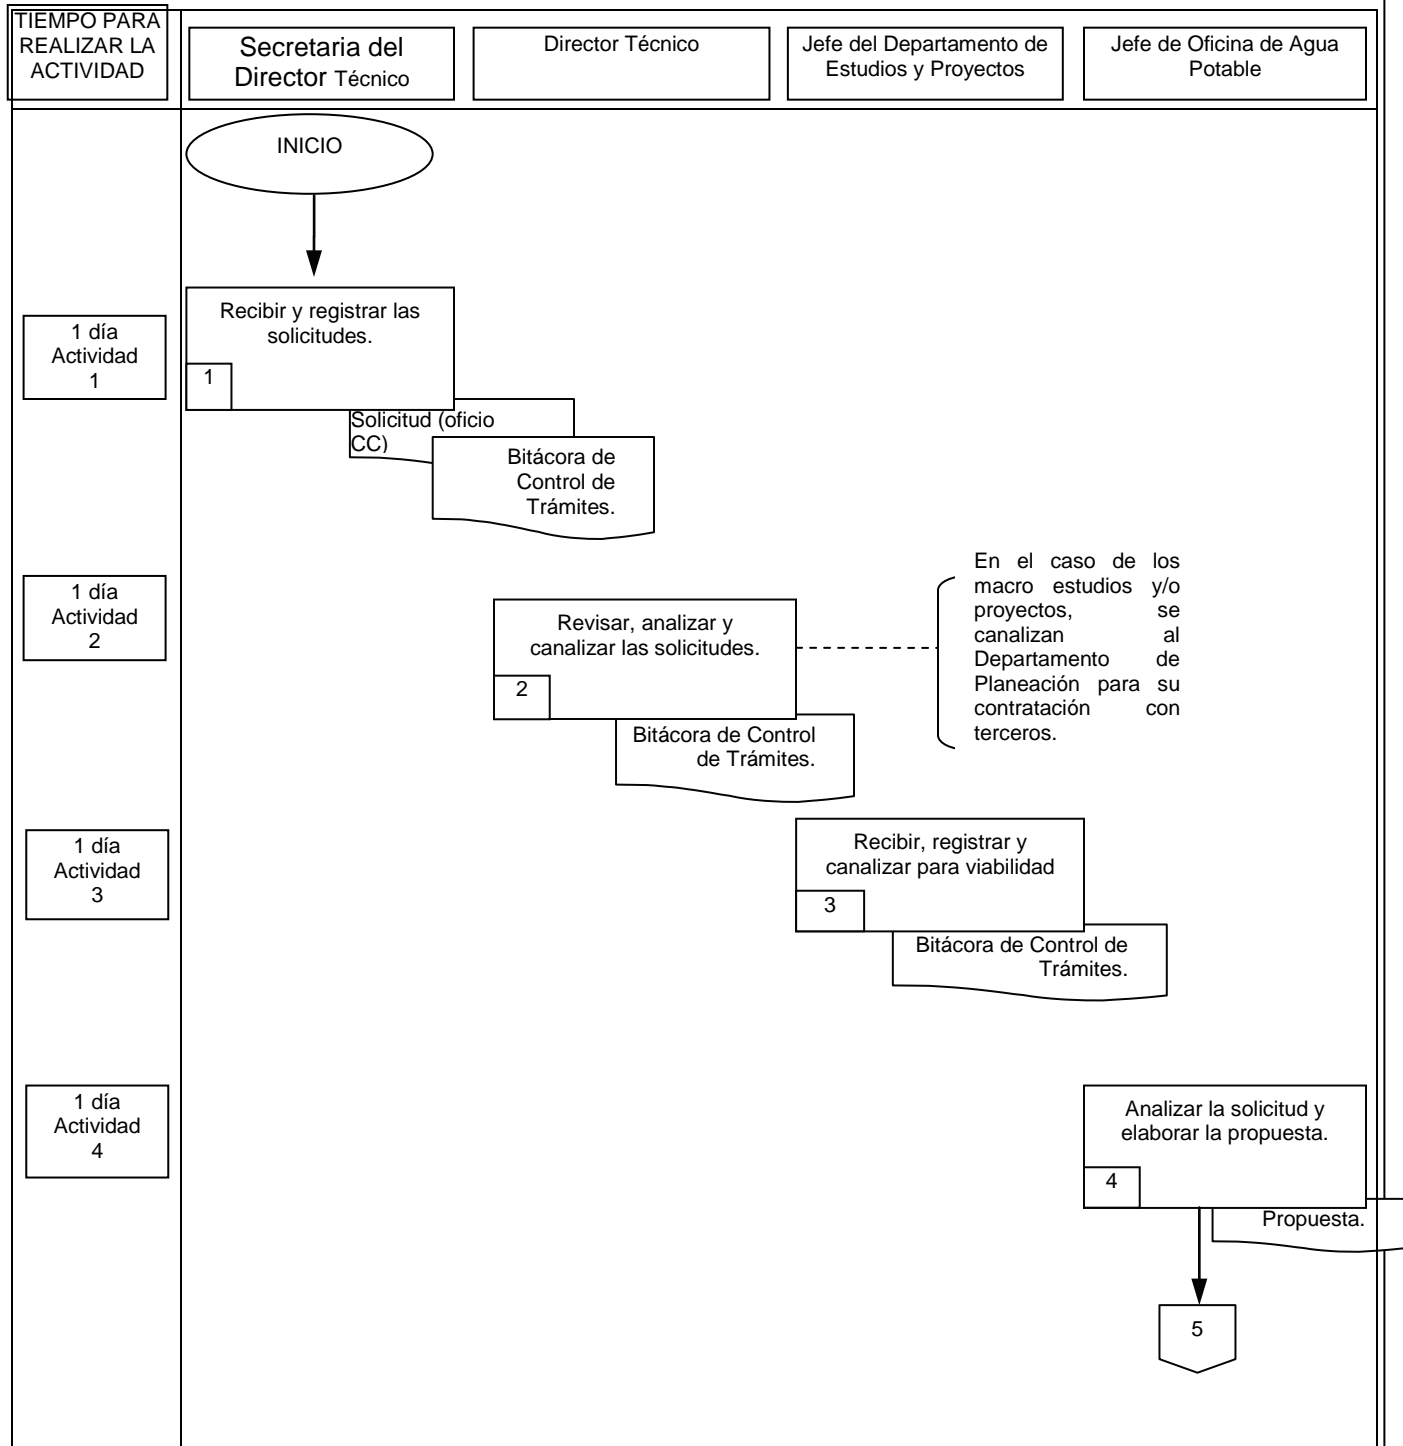 TIEMPO PARA
REALIZAR LA
ACTIVIDAD
Secretaria del
Director Técnico
Director Técnico
Jefe del Departamento de
Estudios y Proyectos
Jefe de Oficina de Agua
Potable
INICIO
1 día
Actividad
1
Recibir y registrar las
solicitudes.
1
Solicitud (oficio
CC)
Bitácora de
Control de
Trámites.
1 día
Actividad
2
Revisar, analizar y
canalizar las solicitudes.
2
Bitácora de Control
de Trámites.
En el caso de los
macro estudios y/o
proyectos, se
canalizan al
Departamento de
Planeación para su
contratación con
terceros.
1 día
Actividad
3
Recibir, registrar y
canalizar para viabilidad
3
Bitácora de Control de
Trámites.
1 día
Actividad
4
Analizar la solicitud y
elaborar la propuesta.
4
Propuesta.
5